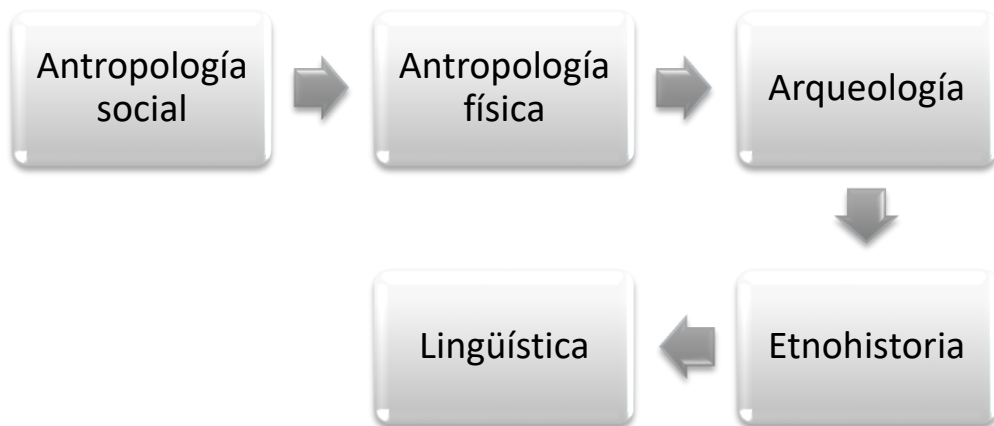 Antropología
social
Antropología
física
Arqueología
Etnohistoria
Lingüística